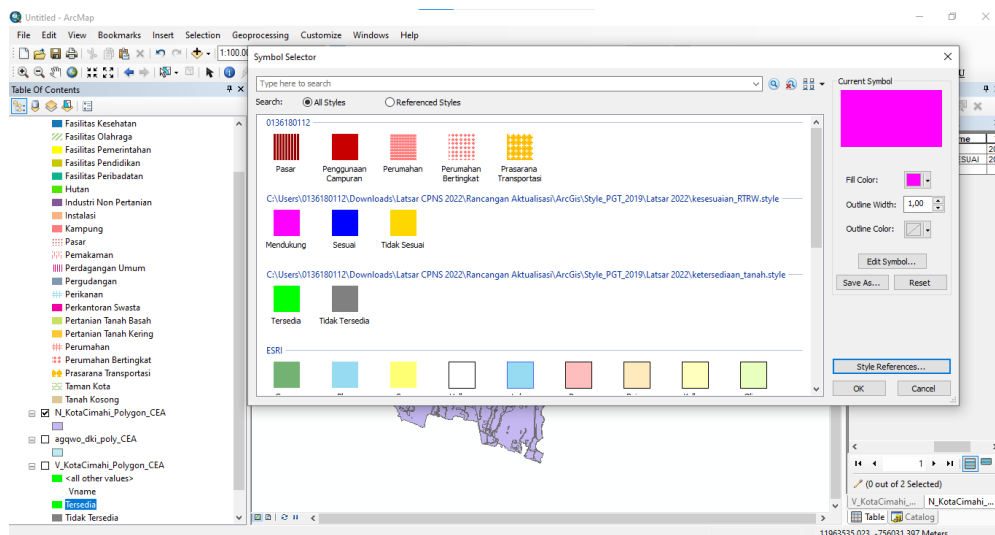 Untitled - ArcMap
File Edit View Bookmarks Insert Selection Geoprocessing Customize Windows Help
1:100.00
Table Of Contents
Fasilitas Kesehatan
Fasilitas Olahraga
Fasilitas Pemerintahan
Fasilitas Pendidikan
Fasilitas Peribadatan
Hutan
Industri Non Pertanian
Instalasi
Kampung
Pasar
Pemakaman
Perdagangan Umum
Pergudangan
Perikanan
Perkantoran Swasta
Pertanian Tanah Basah
Pertanian Tanah Kering
Perumahan
Perumahan Bertingkat
Prasarana Transportasi
Taman Kota
Tanah Kosong
N_KotaCimahi_Polygon_CEA
agqwo_dki_poly_CEA
V_KotaCimahi_Polygon_CEA
<all other values>
Vname
Tersedia
Tidak Tersedia
Symbol Selector
Type here to search
Search: All Styles Referenced Styles
0136180112
Pasar Penggunaan Campuran Perumahan Perumahan Bertingkat Prasarana Transportasi
C:\Users\0136180112\Downloads\Latsar CPNS 2022\Rancangan Aktualisasi\ArcGis\Style_PGT_2019\Latsar 2022\kesesuaian_RTRW.style
Mendukung Sesuai Tidak Sesuai
C:\Users\0136180112\Downloads\Latsar CPNS 2022\Rancangan Aktualisasi\ArcGis\Style_PGT_2019\Latsar 2022\ketersediaan_tanah.style
Tersedia Tidak Tersedia
ESRI
Current Symbol
Fill Color:
Outline Width: 1,00
Outline Color:
Edit Symbol...
Save As... Reset
Style References...
OK Cancel
me
ESUAI 20
1
(0 out of 2 Selected)
V_KotaCimahi_... N_KotaCimahi_...
Table Catalog
11963535,023 -756031,397 Meters